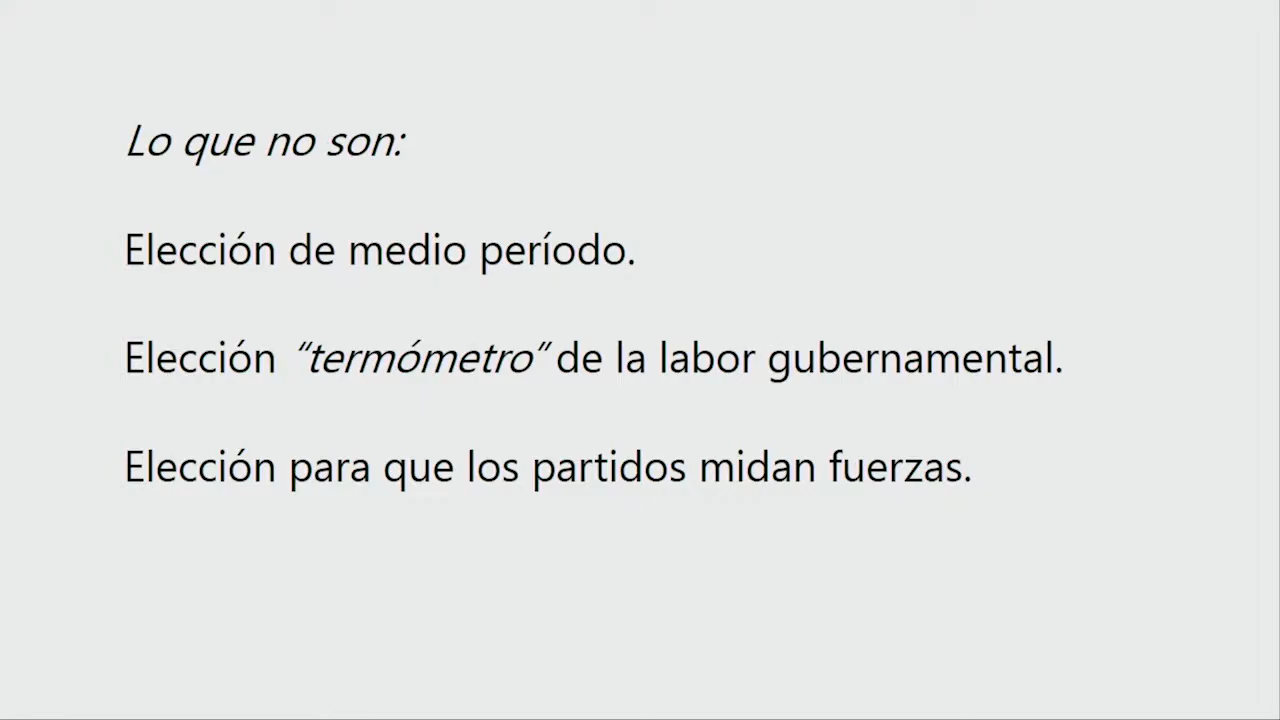 Lo que no son:
Elección de medio período.
Elección “termómetro” de la labor gubernamental.
Elección para que los partidos midan fuerzas.